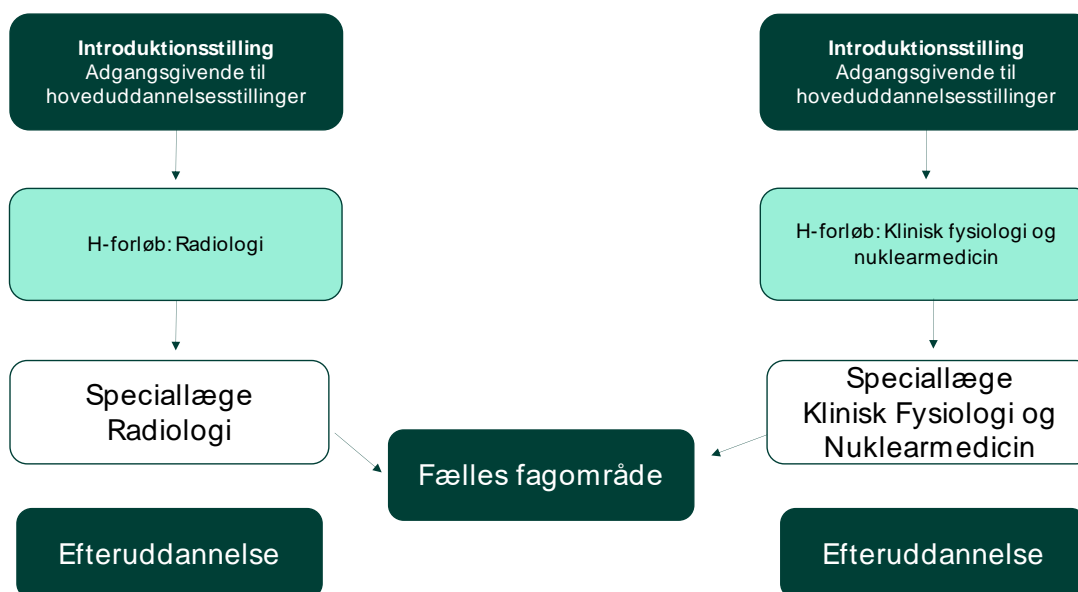 Introduktionsstilling
Adgangsgivende til
hoveduddannelsesstillinger
Introduktionsstilling
Adgangsgivende til
hoveduddannelsesstillinger
H-forløb: Radiologi
H-forløb: Klinisk fysiologi og
nuklearmedicin
Speciallæge
Radiologi
Speciallæge
Klinisk Fysiologi og
Nuklearmedicin
Fælles fagområde
Efteruddannelse
Efteruddannelse